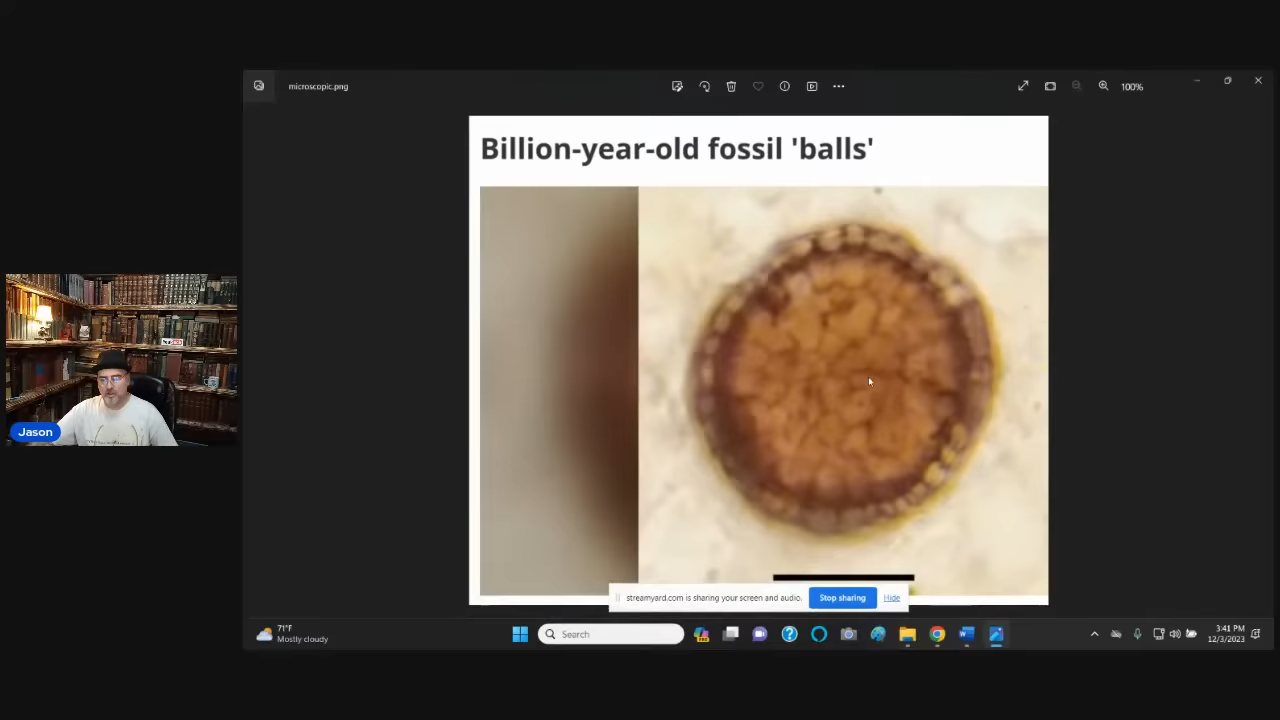 microscopic.png
100%
Billion-year-old fossil 'balls'
Jason
streamyard.com is sharing your screen and audio.
Stop sharing
Hide
71°F
Mostly cloudy
Search
3:41 PM
12/3/2023